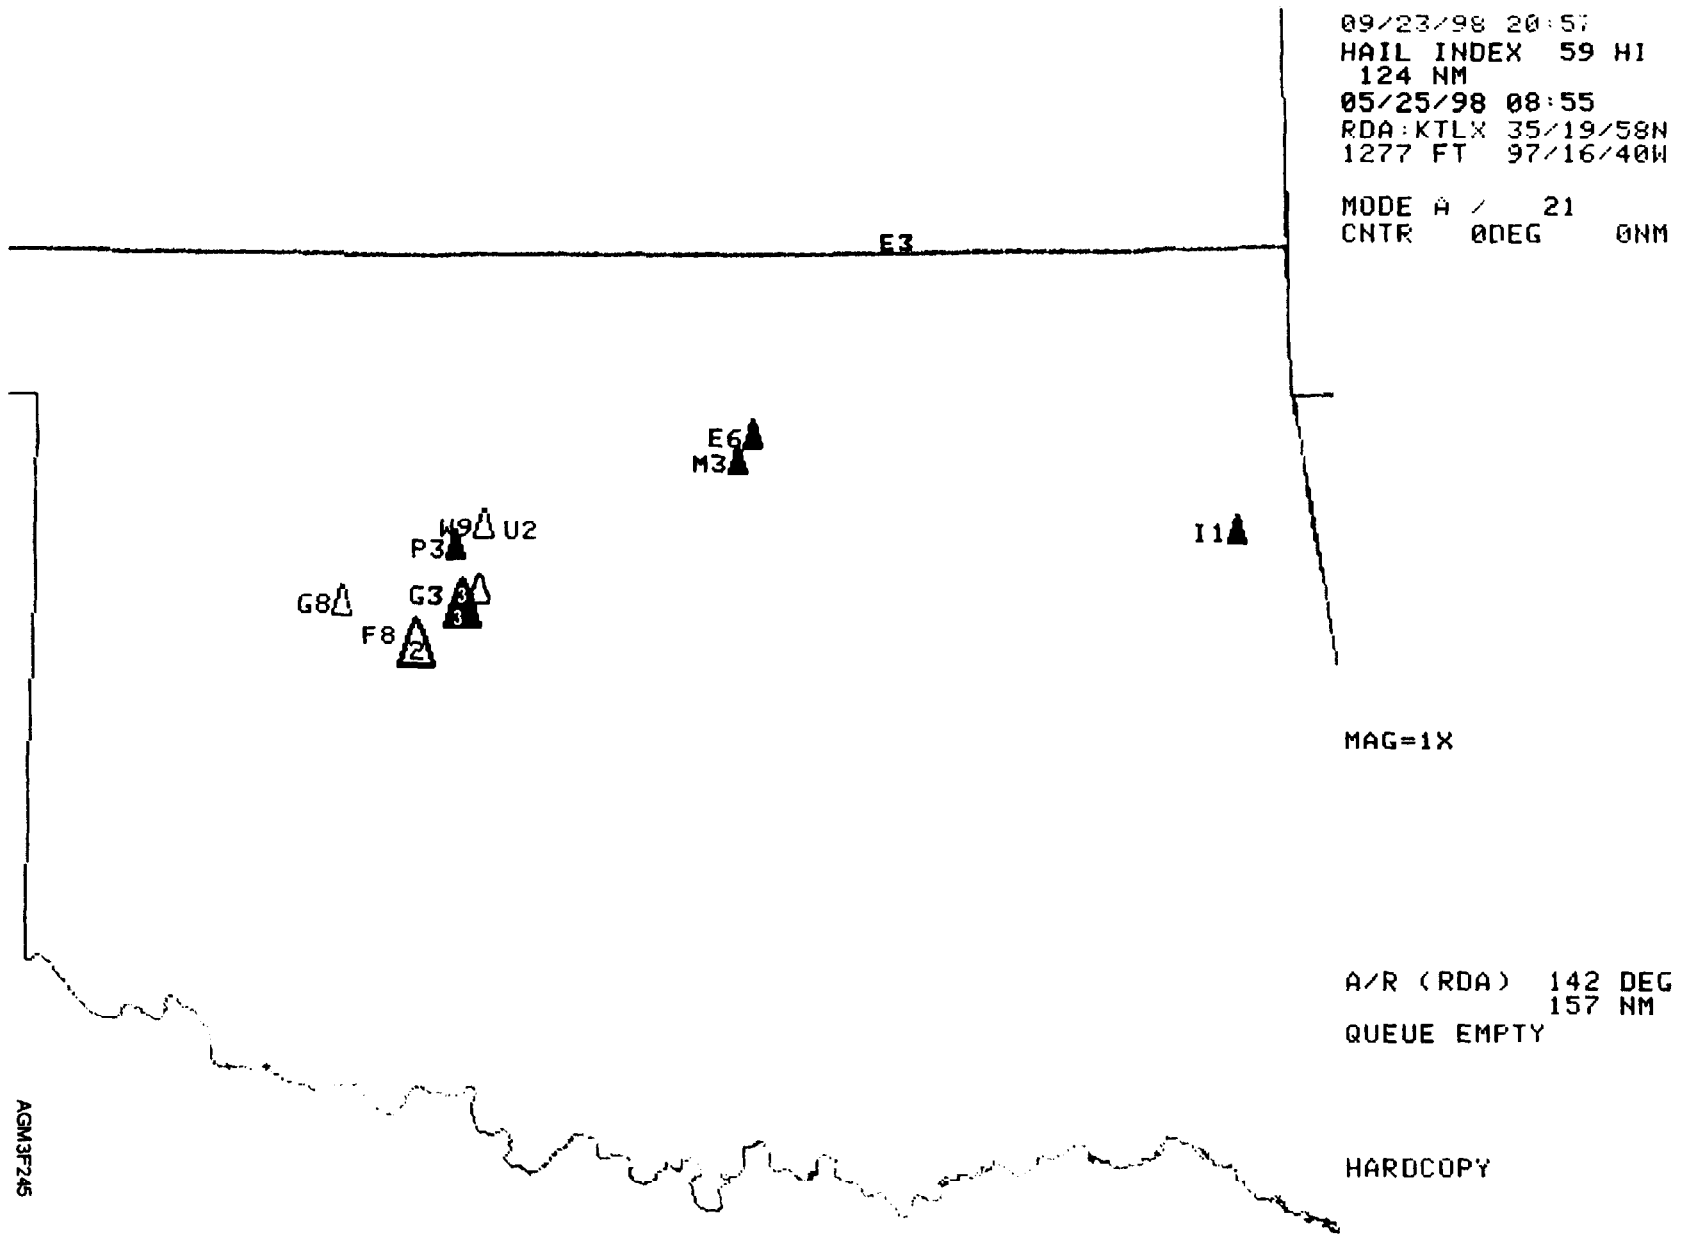 09/23/98 20:57
HAIL INDEX 59 HI
124 NM
05/25/98 08:55
RDA:KTLX 35/19/58N
1277 FT 97/16/40W
MODE A / 21
CNTR 0DEG 0NM
E3
E6
M3
W9 U2
P3
I1
G8
G3 3
3
F8
2
MAG=1X
A/R (RDA) 142 DEG
157 NM
QUEUE EMPTY
HARDCOPY
AGM3F245